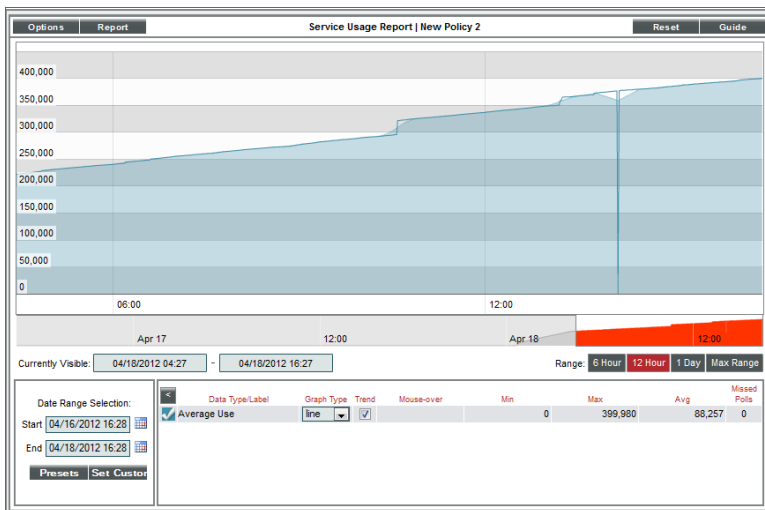 Options Report Service Usage Report | New Policy 2 Reset Guide
400,000
350,000
300,000
250,000
200,000
150,000
100,000
50,000
0
06:00 12:00
Apr 17 12:00 Apr 18 12:00
Currently Visible: 04/18/2012 04:27 - 04/18/2012 16:27 Range: 6 Hour 12 Hour 1 Day Max Range
Date Range Selection:
Start 04/16/2012 16:28
End 04/18/2012 16:28
Presets Set Custor
< Data Type/Label Graph Type Trend Mouse-over Min Max Avg Missed Polls
Average Use line 0 399,980 88,257 0